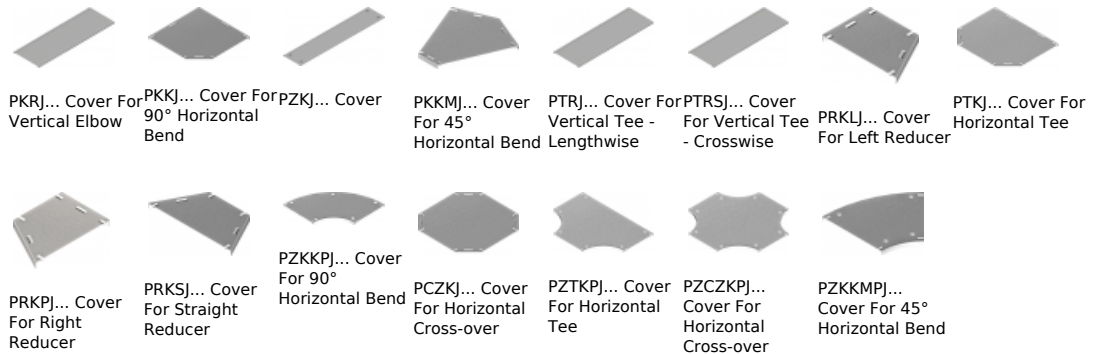 PKRJ... Cover For
Vertical Elbow
PKKJ... Cover For
90° Horizontal
Bend
PZKJ... Cover
PKKMJ... Cover
For 45°
Horizontal Bend
PTRJ... Cover For
Vertical Tee -
Lengthwise
PTRSJ... Cover
For Vertical Tee
- Crosswise
PRKLJ... Cover
For Left Reducer
PTKJ... Cover For
Horizontal Tee
PRKPJ... Cover
For Right
Reducer
PRKSJ... Cover
For Straight
Reducer
PZKKPJ... Cover
For 90°
Horizontal Bend
PCZKJ... Cover
For Horizontal
Cross-over
PZTKPJ... Cover
For Horizontal
Tee
PZCZKPJ...
Cover For
Horizontal
Cross-over
PZKKMPJ...
Cover For 45°
Horizontal Bend